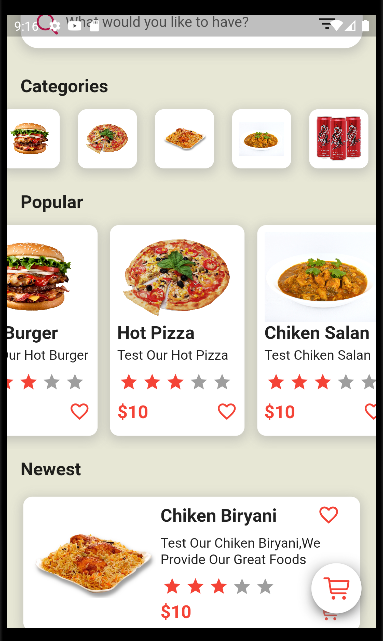 9:16
What would you like to have?
Categories
Popular
Burger
Hot Pizza
Chiken Salan
ur Hot Burger
Test Our Hot Pizza
Test Chiken Salan
$10
$10
Newest
Chiken Biryani
Test Our Chiken Biryani,We
Provide Our Great Foods
$10